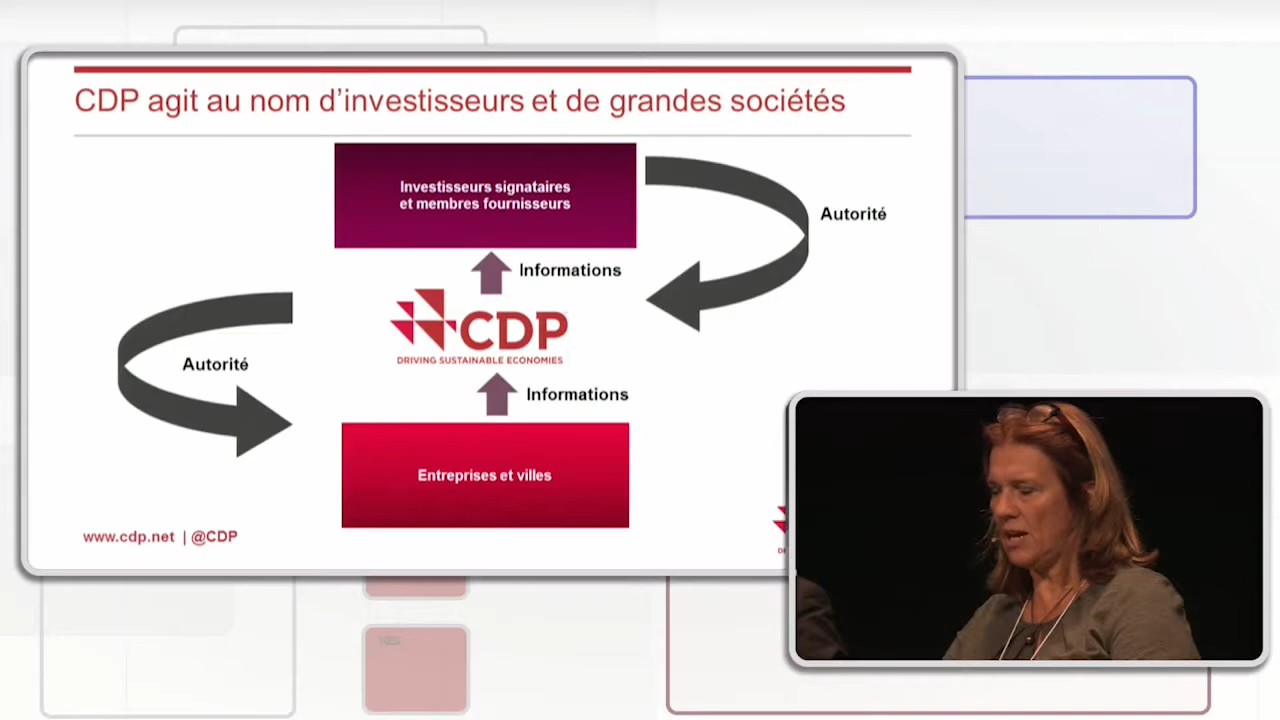 CDP agit au nom d'investisseurs et de grandes sociétés
Investisseurs signataires
et membres fournisseurs
Autorité
Informations
CDP
DRIVING SUSTAINABLE ECONOMIES
Autorité
Informations
Entreprises et villes
www.cdp.net | @CDP